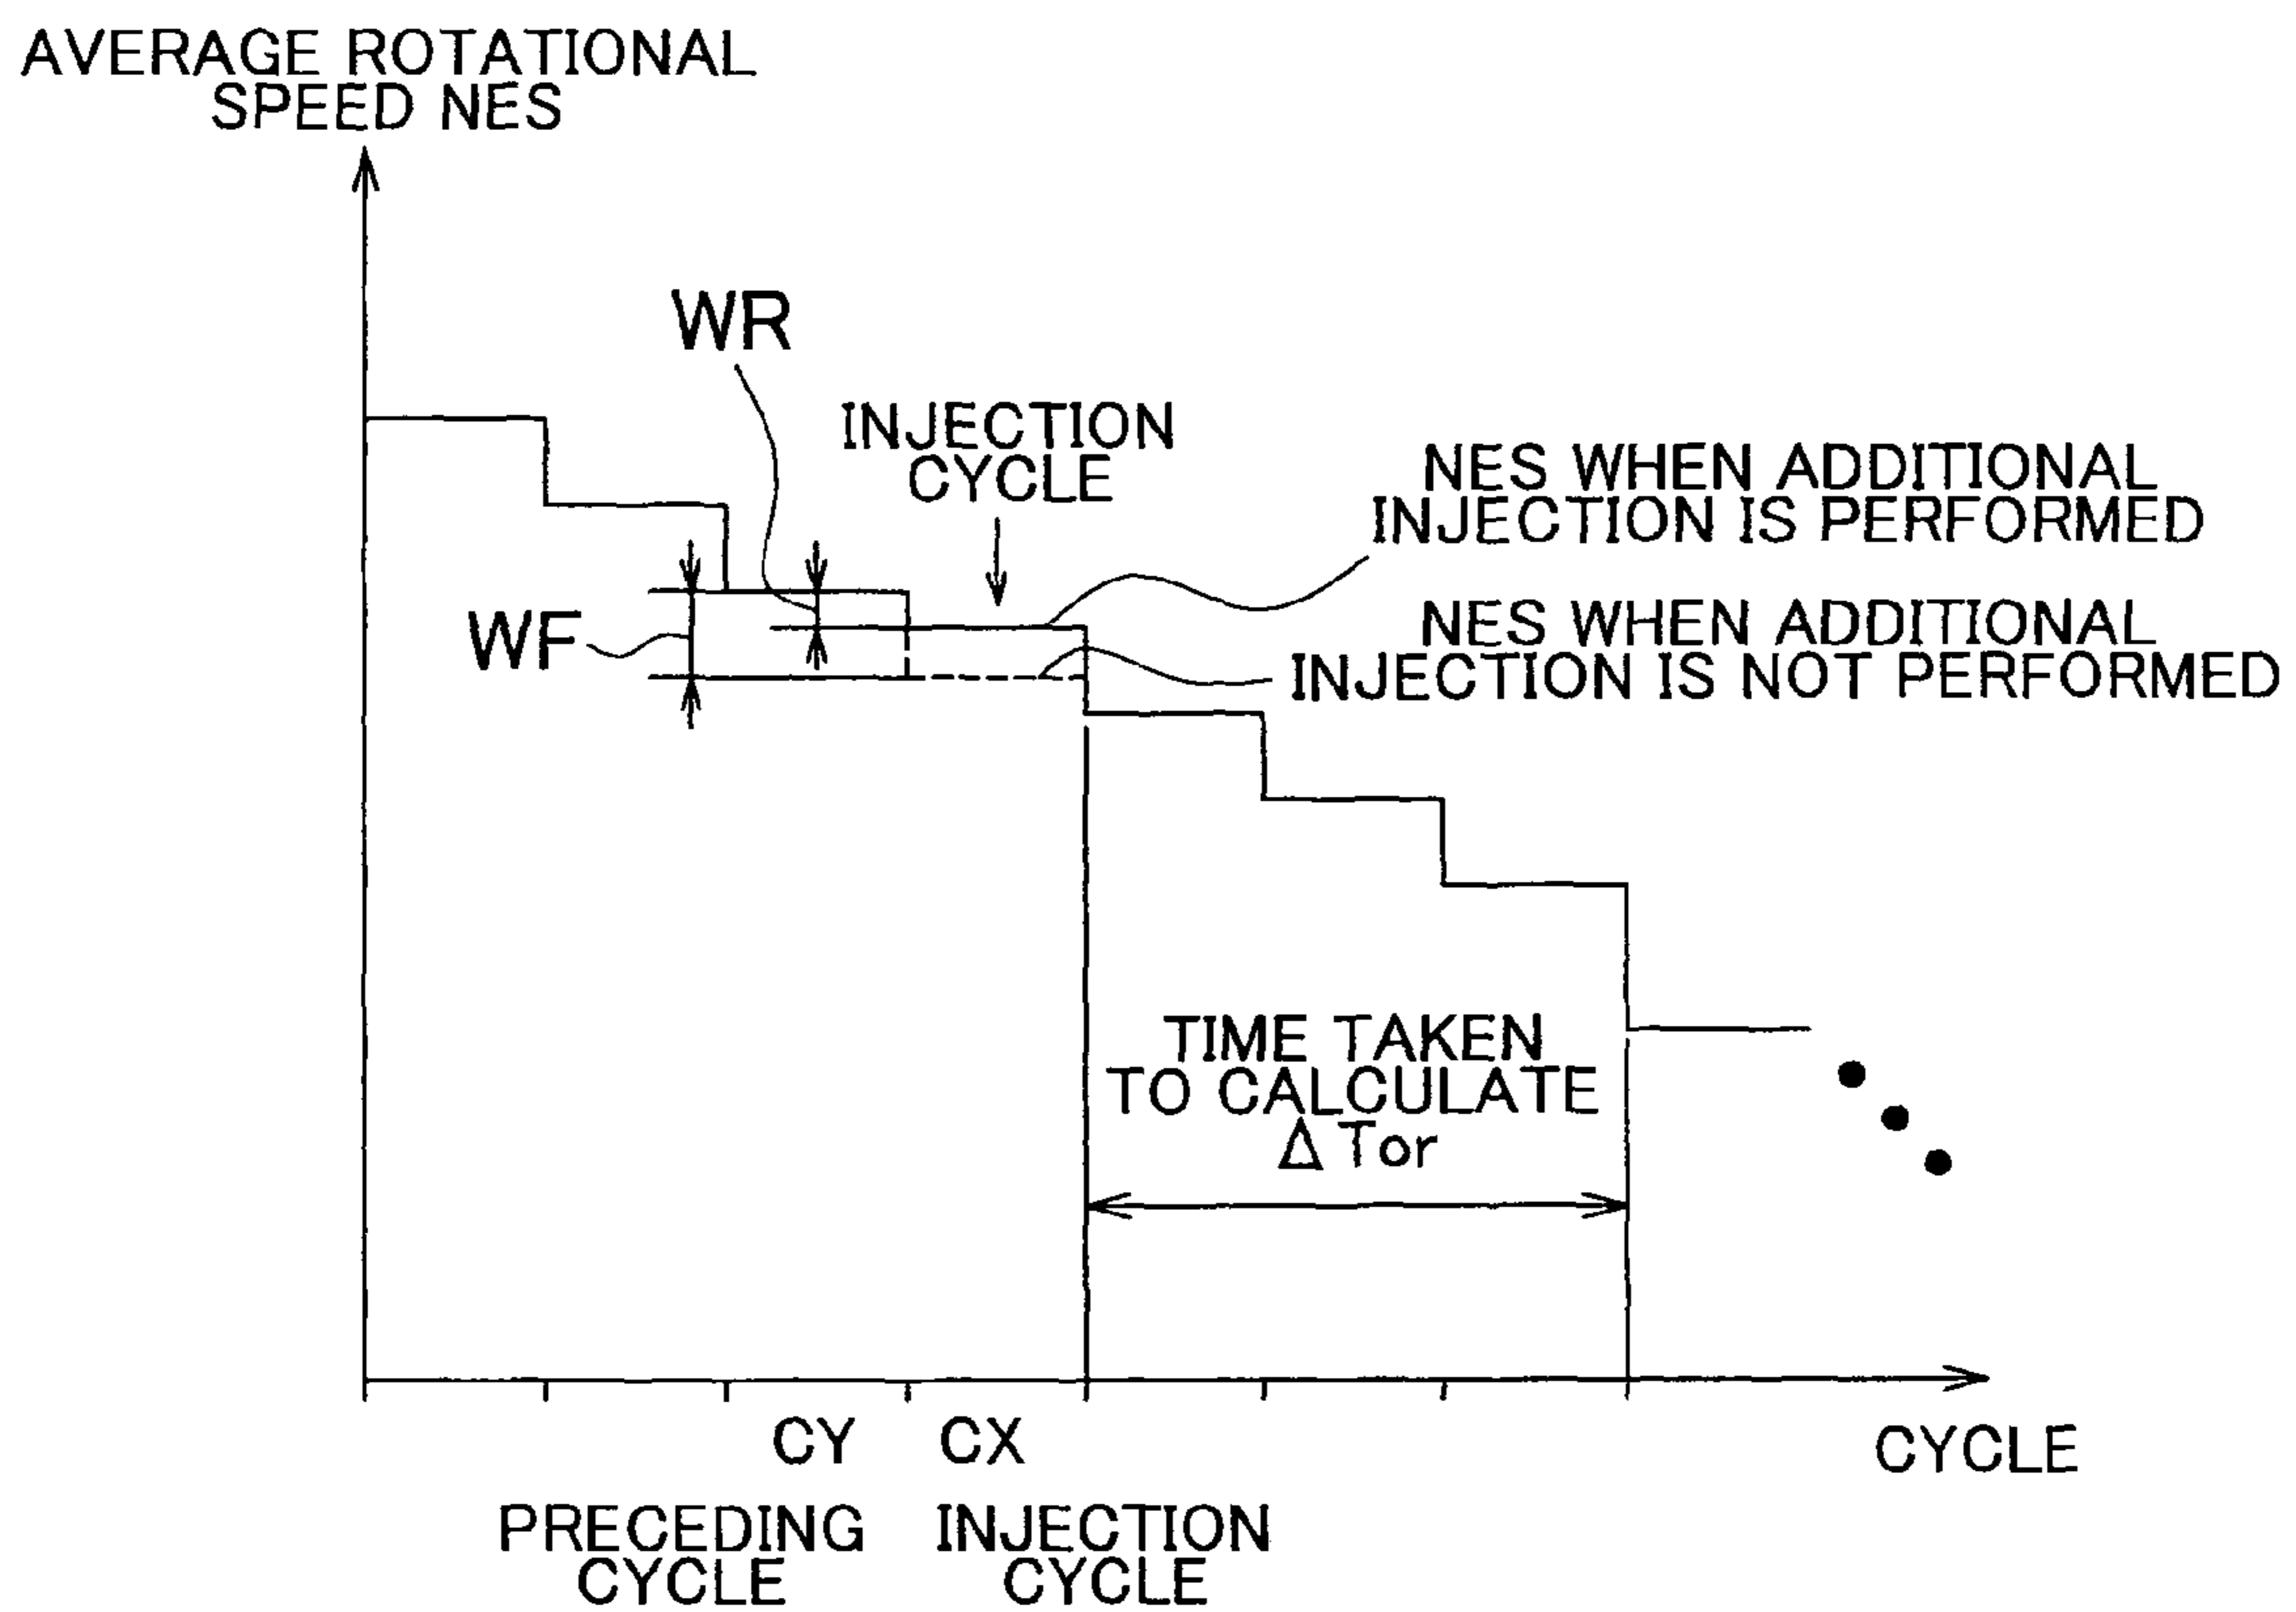 AVERAGE ROTATIONAL
SPEED NES
WR
INJECTION
CYCLE
NES WHEN ADDITIONAL
INJECTION IS PERFORMED
WF
NES WHEN ADDITIONAL
INJECTION IS NOT PERFORMED
TIME TAKEN
TO CALCULATE
Δ Tor
CY
CX
CYCLE
PRECEDING
CYCLE
INJECTION
CYCLE